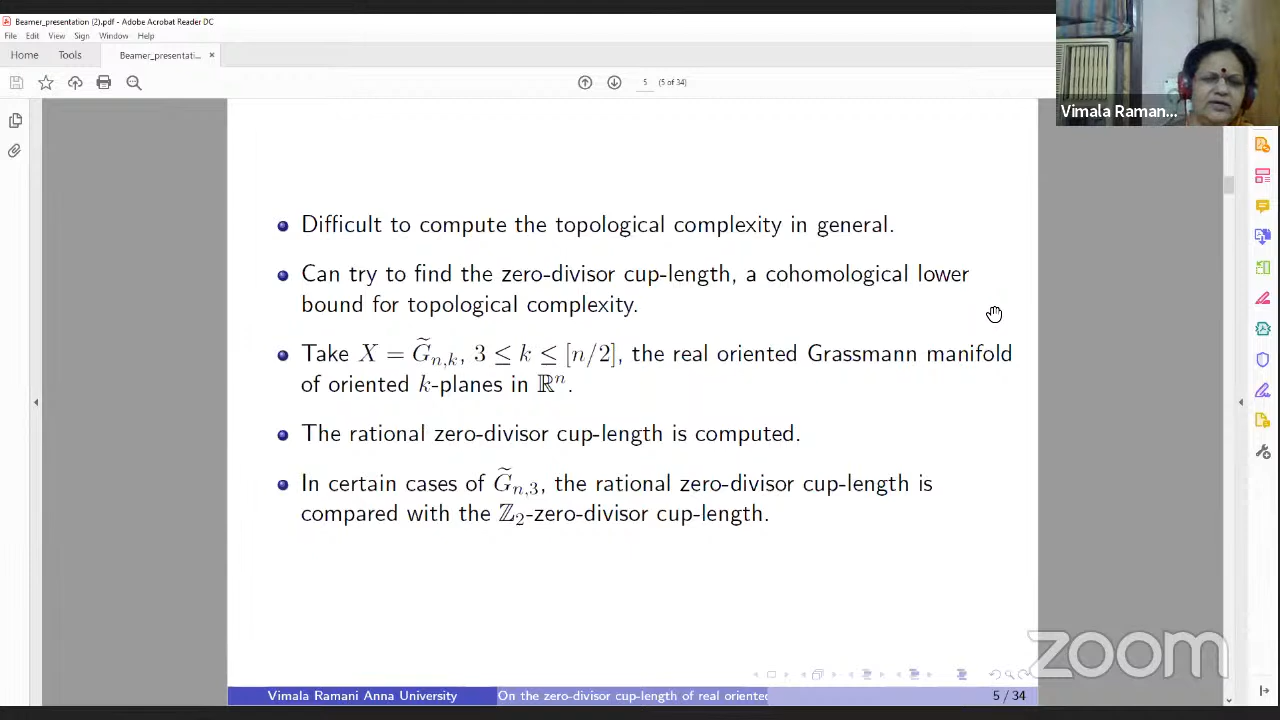 Beamer_presentation (2).pdf - Adobe Acrobat Reader DC
File Edit View Sign Window Help
Home Tools Beamer_presentati... ×
5 (5 of 34)
Vimala Raman...
Difficult to compute the topological complexity in general.
Can try to find the zero-divisor cup-length, a cohomological lower
bound for topological complexity.
Take X = G̃_{n,k}, 3 ≤ k ≤ [n/2], the real oriented Grassmann manifold
of oriented k-planes in ℝⁿ.
The rational zero-divisor cup-length is computed.
In certain cases of G̃_{n,3}, the rational zero-divisor cup-length is
compared with the ℤ₂-zero-divisor cup-length.
zoom
Vimala Ramani Anna University On the zero-divisor cup-length of real oriented 5 / 34